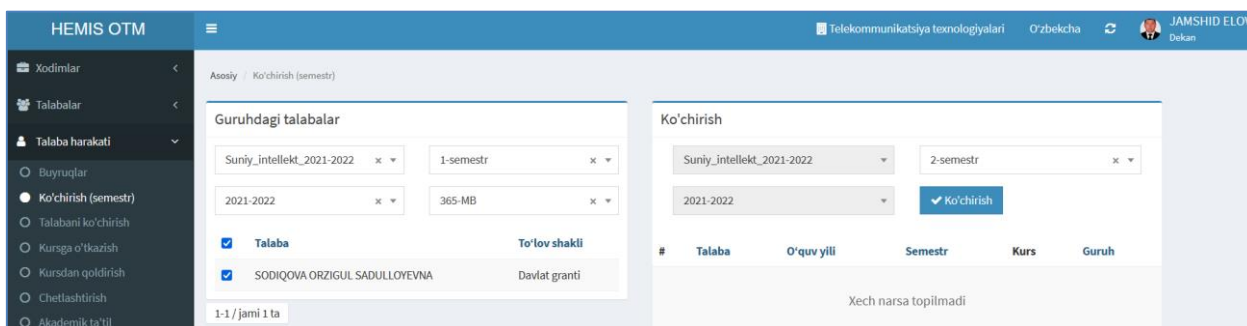 HEMIS OTM
Telekommunikatsiya texnologiyalari
O'zbekcha
JAMSHID ELOV
Dekan
Xodimlar
Talabalar
Talaba harakati
Buyruqlar
Ko'chirish (semestr)
Talabani ko'chirish
Kursga o'tkazish
Kursdan qoldirish
Chetlashtirish
Akademik ta'til
Asosiy / Ko'chirish (semestr)
Guruhdagi talabalar
Suniy_intellekt_2021-2022 × 1-semestr ×
2021-2022 × 365-MB ×
Talaba To'lov shakli
SODIQOVA ORZIGUL SADULLOYEVNA Davlat granti
1-1 / jami 1 ta
Ko'chirish
Suniy_intellekt_2021-2022 2-semestr ×
2021-2022 Ko'chirish
# Talaba O'quv yili Semestr Kurs Guruh
Xech narsa topilmadi